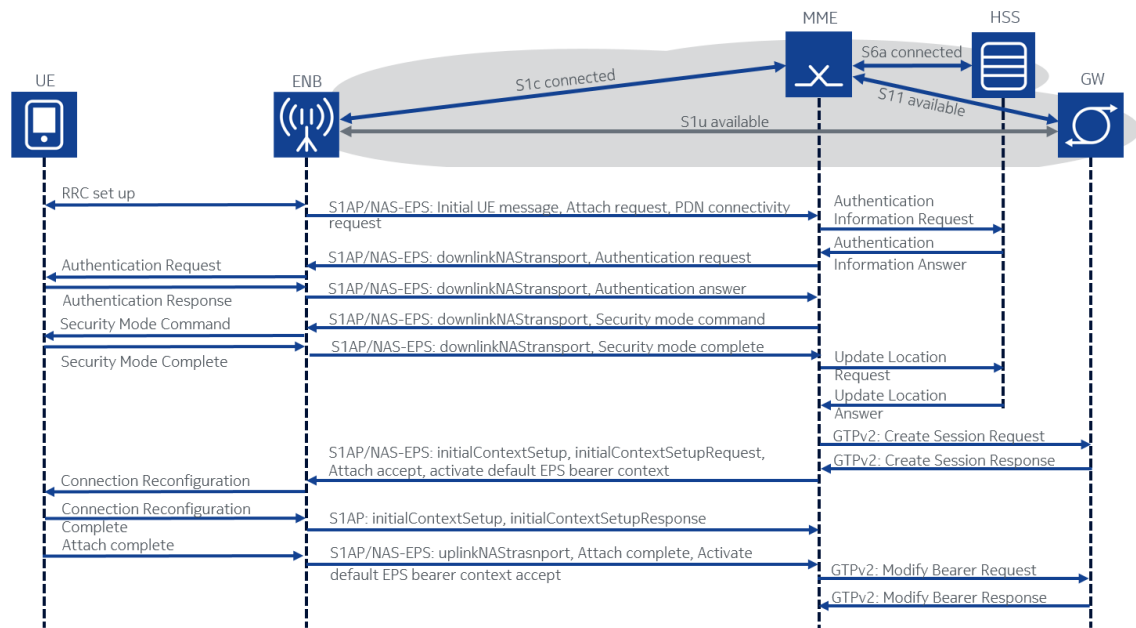 MME
HSS
UE
ENB
GW
S6a connected
S1c connected
S11 available
S1u available
RRC set up
S1AP/NAS-EPS: Initial UE message, Attach request, PDN connectivity
request
Authentication
Information Request
Authentication
Information Answer
S1AP/NAS-EPS: downlinkNAStransport, Authentication request
Authentication Request
S1AP/NAS-EPS: downlinkNAStransport, Authentication answer
Authentication Response
S1AP/NAS-EPS: downlinkNAStransport, Security mode command
Security Mode Command
S1AP/NAS-EPS: downlinkNAStransport, Security mode complete
Security Mode Complete
Update Location
Request
Update Location
Answer
GTPv2: Create Session Request
S1AP/NAS-EPS: initialContextSetup, initialContextSetupRequest,
Attach accept, activate default EPS bearer context
GTPv2: Create Session Response
Connection Reconfiguration
Connection Reconfiguration
Complete
S1AP: initialContextSetup, initialContextSetupResponse
Attach complete
S1AP/NAS-EPS: uplinkNAStrasnport, Attach complete, Activate
default EPS bearer context accept
GTPv2: Modify Bearer Request
GTPv2: Modify Bearer Response